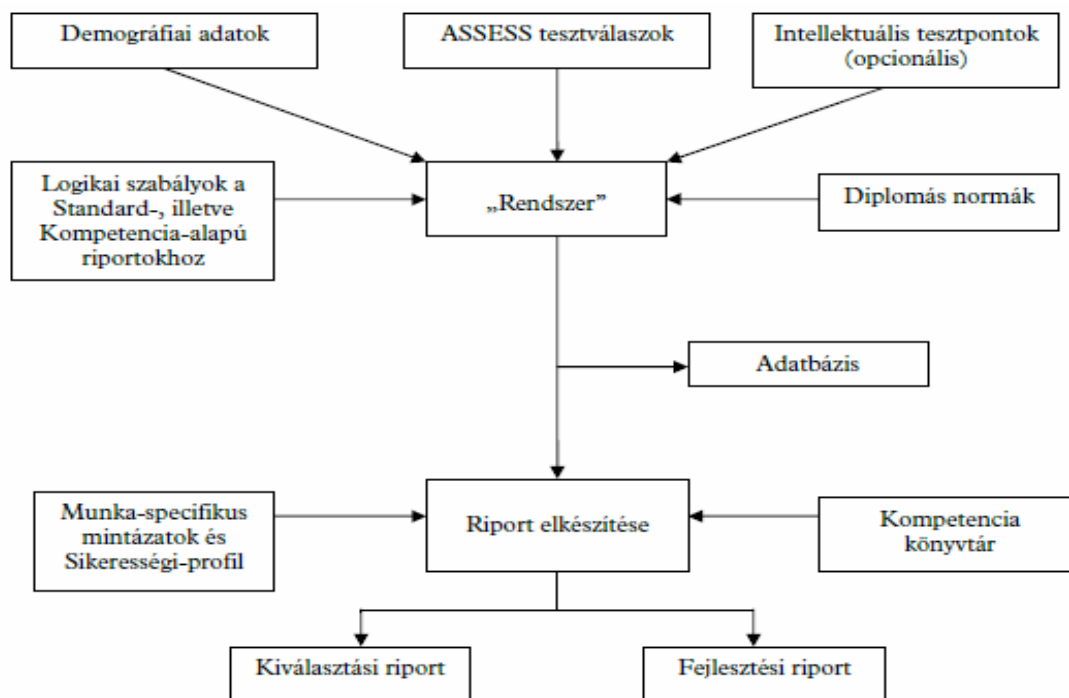 Demográfiai adatok
ASSESS tesztválaszok
Intellektuális tesztpontok
(opcionális)
Logikai szabályok a
Standard-, illetve
Kompetencia-alapú
riportokhoz
„Rendszer”
Diplomás normák
Adatbázis
Munka-specifikus
mintázatok és
Sikerességi-profil
Riport elkészítése
Kompetencia
könyvtár
Kiválasztási riport
Fejlesztési riport